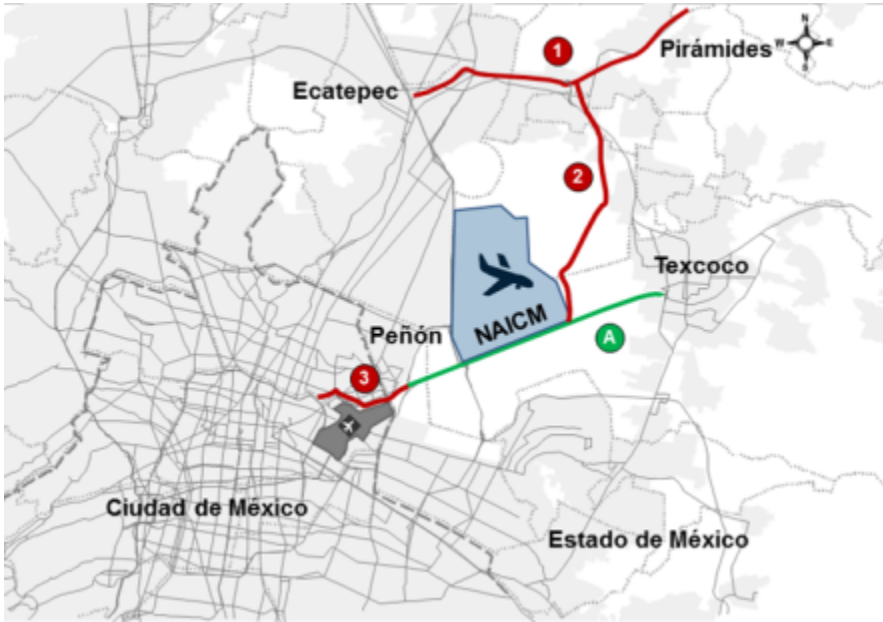 1
Pirámides
N
W
E
S
Ecatepec
2
Texcoco
Peñón
NAICM
A
3
Ciudad de México
Estado de México